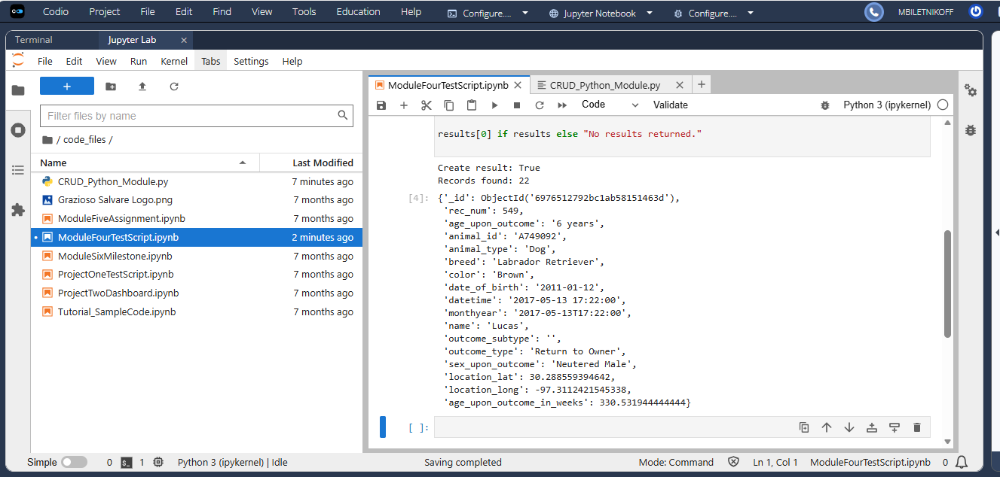 Codio Project File Edit Find View Tools Education Help Configure.... Jupyter Notebook Configure.... MBILETNIKOFF
Terminal Jupyter Lab
File Edit View Run Kernel Tabs Settings Help
Filter files by name
/ code_files /
Name Last Modified
CRUD_Python_Module.py 7 minutes ago
Grazioso Salvare Logo.png 7 months ago
ModuleFiveAssignment.ipynb 7 months ago
ModuleFourTestScript.ipynb 2 minutes ago
ModuleSixMilestone.ipynb 7 months ago
ProjectOneTestScript.ipynb 7 months ago
ProjectTwoDashboard.ipynb 7 months ago
Tutorial_SampleCode.ipynb 7 months ago
ModuleFourTestScript.ipynb CRUD_Python_Module.py
Code Validate Python 3 (ipykernel)
results[0] if results else "No results returned."
Create result: True
Records found: 22
[4]: {'_id': ObjectId('6976512792bc1ab58151463d'),
'rec_num': 549,
'age_upon_outcome': '6 years',
'animal_id': 'A749092',
'animal_type': 'Dog',
'breed': 'Labrador Retriever',
'color': 'Brown',
'date_of_birth': '2011-01-12',
'datetime': '2017-05-13 17:22:00',
'monthyear': '2017-05-13T17:22:00',
'name': 'Lucas',
'outcome_subtype': '',
'outcome_type': 'Return to Owner',
'sex_upon_outcome': 'Neutered Male',
'location_lat': 30.288559394642,
'location_long': -97.3112421545338,
'age_upon_outcome_in_weeks': 330.531944444444}
[ ]:
Simple 0 1 Python 3 (ipykernel) | Idle Saving completed Mode: Command Ln 1, Col 1 ModuleFourTestScript.ipynb 0